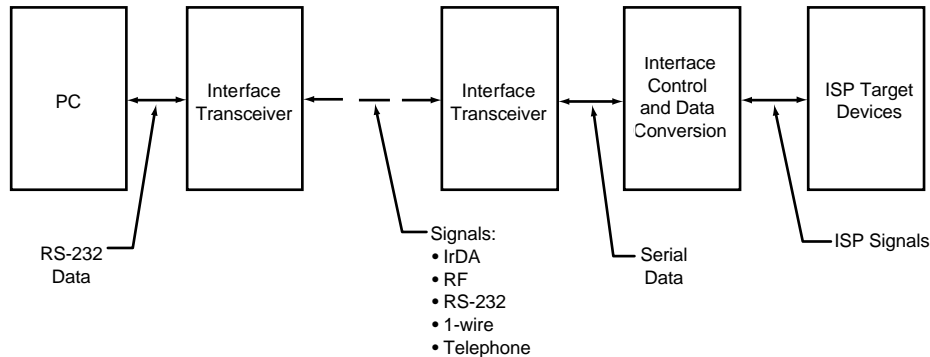 PC
Interface
Transceiver
Interface
Transceiver
Interface
Control
and Data
Conversion
ISP Target
Devices
RS-232
Data
Signals:
• IrDA
• RF
• RS-232
• 1-wire
• Telephone
Serial
Data
ISP Signals